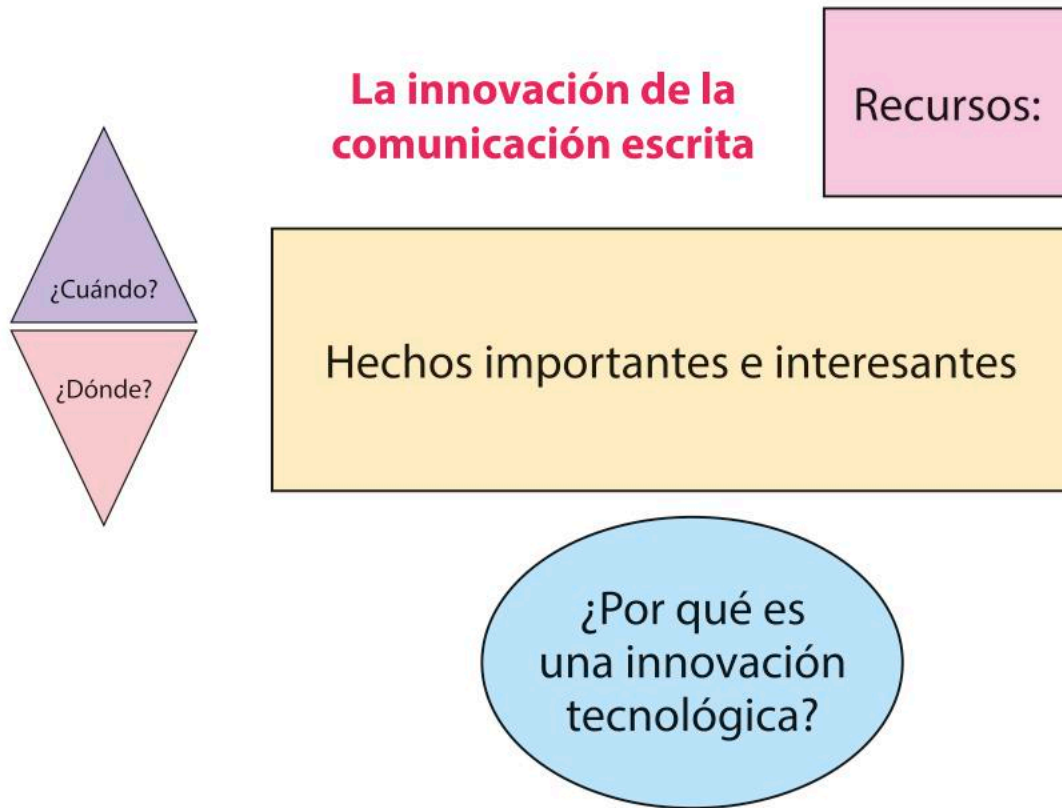 La innovación de la
comunicación escrita
Recursos:
¿Cuándo?
¿Dónde?
Hechos importantes e interesantes
¿Por qué es
una innovación
tecnológica?